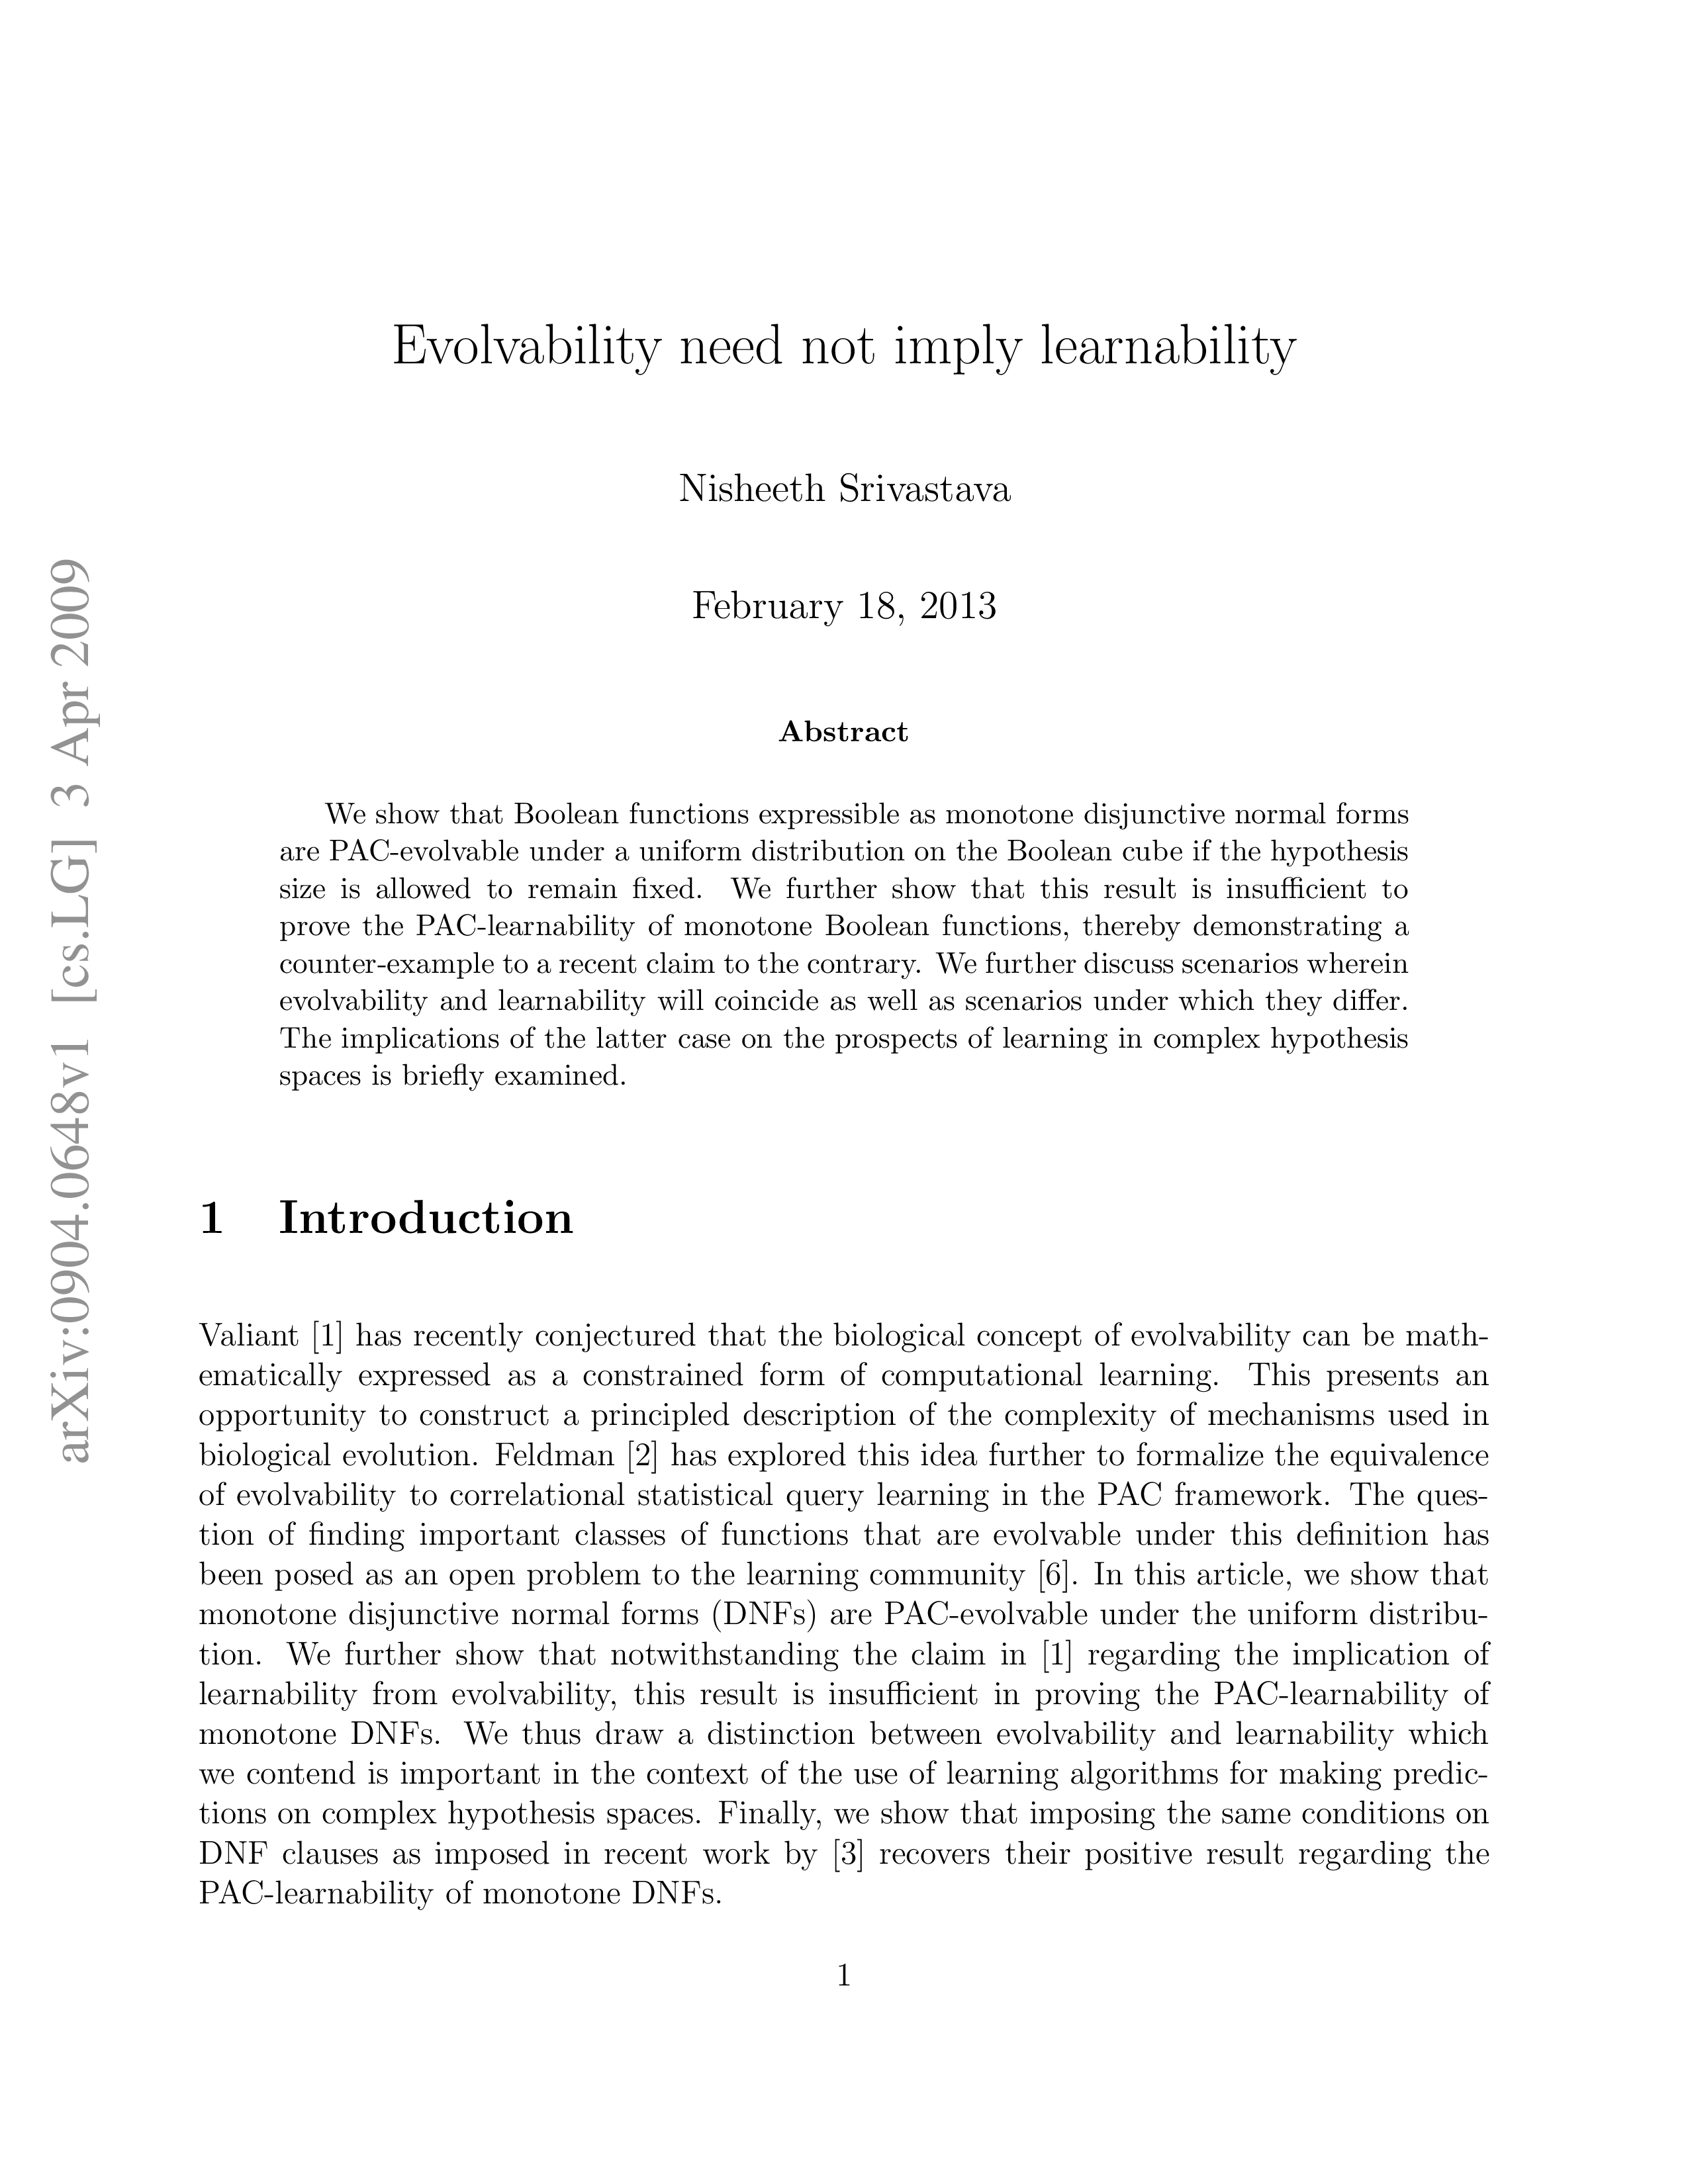 Evolvability need not imply learnability
Nisheeth Srivastava
February 18, 2013
Abstract
We show that Boolean functions expressible as monotone disjunctive normal forms
are PAC-evolvable under a uniform distribution on the Boolean cube if the hypothesis
size is allowed to remain fixed. We further show that this result is insufficient to
prove the PAC-learnability of monotone Boolean functions, thereby demonstrating a
counter-example to a recent claim to the contrary. We further discuss scenarios wherein
evolvability and learnability will coincide as well as scenarios under which they differ.
The implications of the latter case on the prospects of learning in complex hypothesis
spaces is briefly examined.
1 Introduction
Valiant [1] has recently conjectured that the biological concept of evolvability can be math-
ematically expressed as a constrained form of computational learning. This presents an
opportunity to construct a principled description of the complexity of mechanisms used in
biological evolution. Feldman [2] has explored this idea further to formalize the equivalence
of evolvability to correlational statistical query learning in the PAC framework. The ques-
tion of finding important classes of functions that are evolvable under this definition has
been posed as an open problem to the learning community [6]. In this article, we show that
monotone disjunctive normal forms (DNFs) are PAC-evolvable under the uniform distribu-
tion. We further show that notwithstanding the claim in [1] regarding the implication of
learnability from evolvability, this result is insufficient in proving the PAC-learnability of
monotone DNFs. We thus draw a distinction between evolvability and learnability which
we contend is important in the context of the use of learning algorithms for making predic-
tions on complex hypothesis spaces. Finally, we show that imposing the same conditions on
DNF clauses as imposed in recent work by [3] recovers their positive result regarding the
PAC-learnability of monotone DNFs.
1
arXiv:0904.0648v1 [cs.LG] 3 Apr 2009